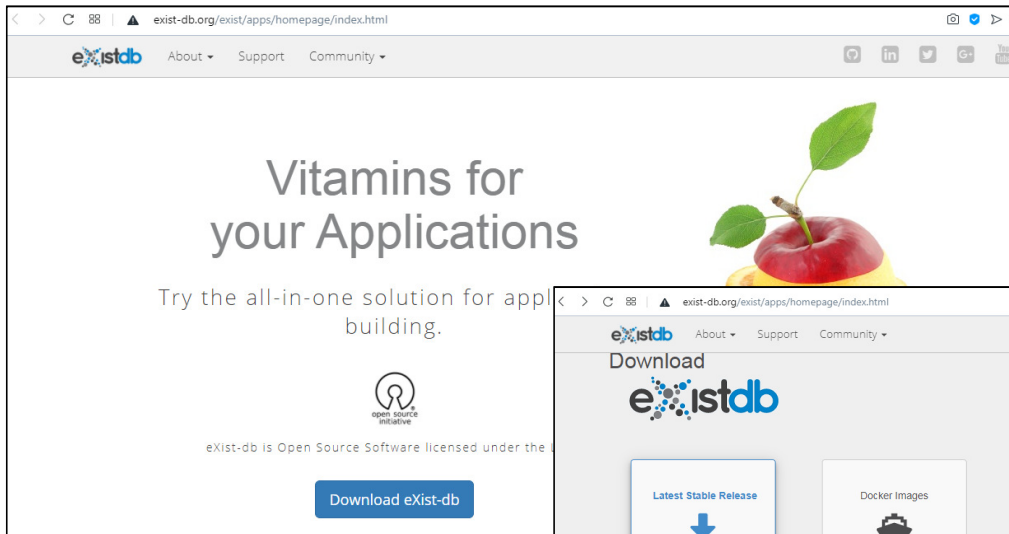 exist-db.org/exist/apps/homepage/index.html
eXistdb About Support Community
You
Tube
Vitamins for
your Applications
Try the all-in-one solution for appl
building.
open source
initiative
eXist-db is Open Source Software licensed under the L
Download eXist-db
exist-db.org/exist/apps/homepage/index.html
eXistdb About Support Community
Download
eXistdb
Latest Stable Release Docker Images